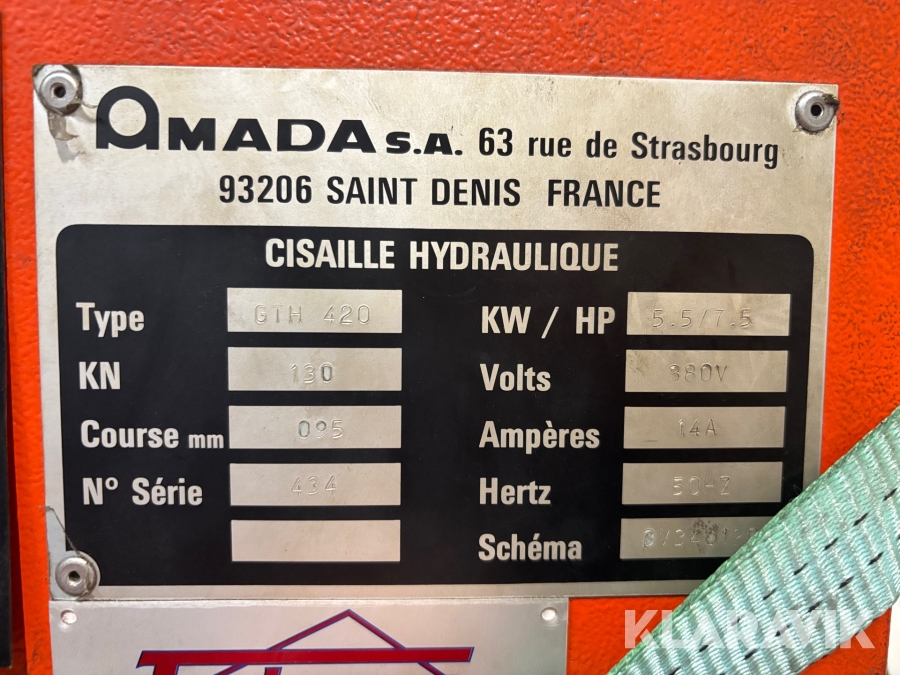 AMADA S.A. 63 rue de Strasbourg
93206 SAINT DENIS FRANCE
CISAILLE HYDRAULIQUE
Type GTH 420
KN 130
Course mm 095
N° Série 434
KW / HP 5.5/7.5
Volts 380V
Ampères 14A
Hertz 50HZ
Schéma
KLARAVIK